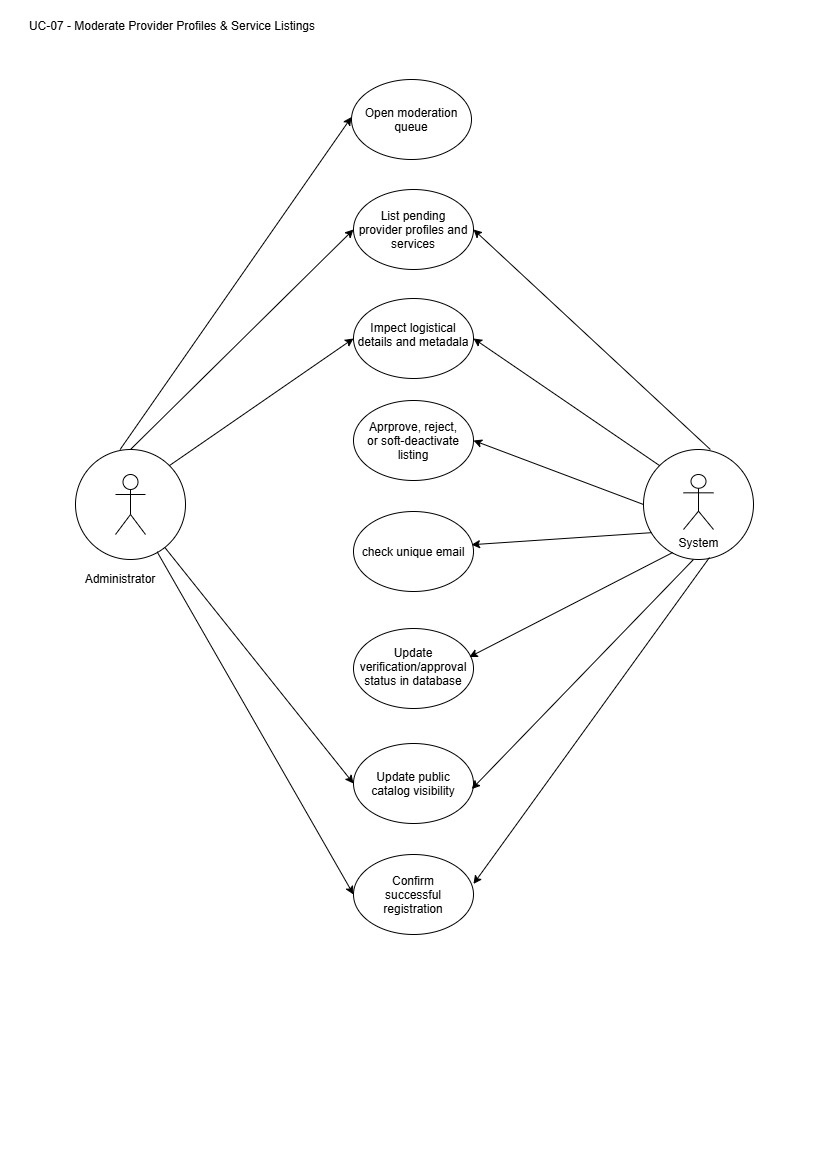 UC-07 - Moderate Provider Profiles & Service Listings
Open moderation
queue
List pending
provider profiles and
services
Impect logistical
details and metadala
Aprprove, reject,
or soft-deactivate
listing
check unique email
System
Administrator
Update
verification/approval
status in database
Update public
catalog visibility
Confirm
successful
registration